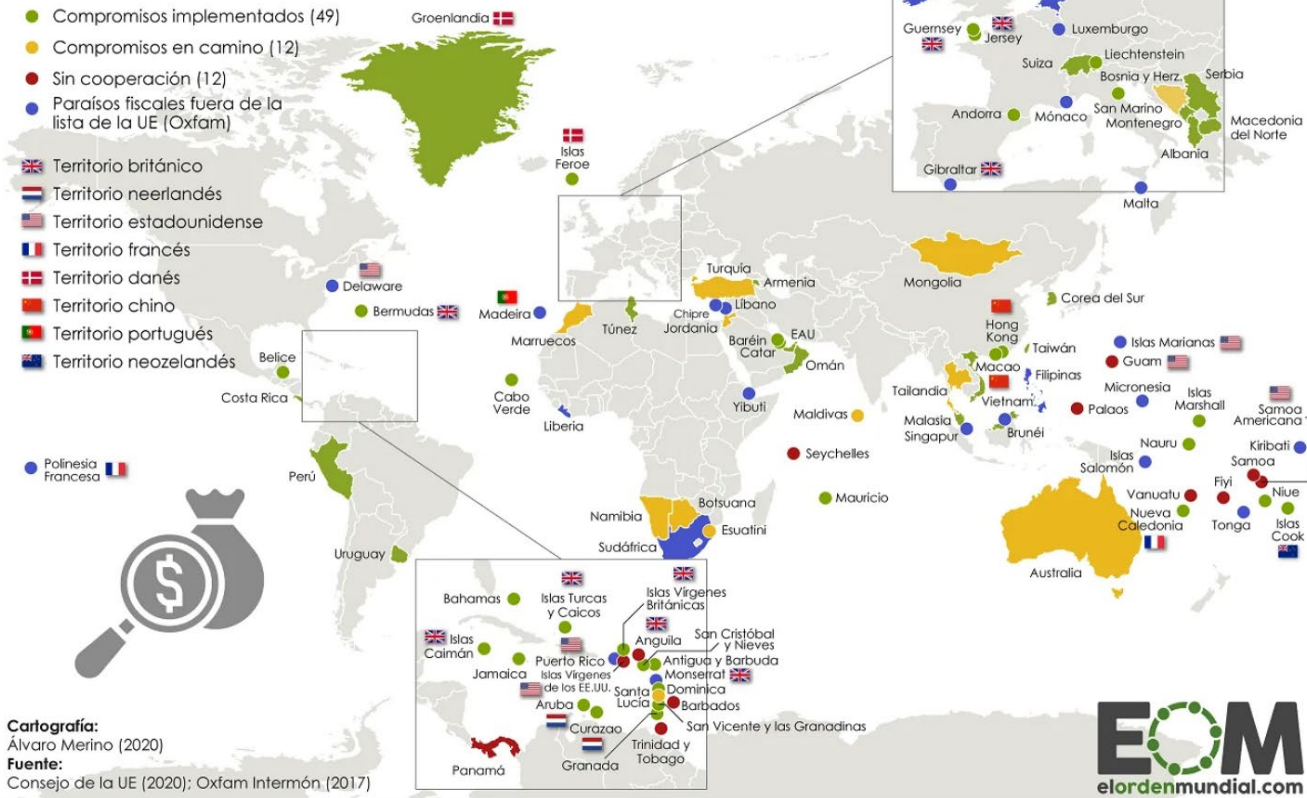 Compromisos implementados (49)
Compromisos en camino (12)
Sin cooperación (12)
Paraísos fiscales fuera de la
lista de la UE (Oxfam)
Territorio británico
Territorio neerlandés
Territorio estadounidense
Territorio francés
Territorio danés
Territorio chino
Territorio portugués
Territorio neozelandés
Groenlandia
Islas
Feroe
Guernsey
Jersey
Luxemburgo
Suiza
Liechtenstein
Bosnia y Herz.
Serbia
Andorra
Mónaco
San Marino
Montenegro
Macedonia
del Norte
Albania
Gibraltar
Malta
Delaware
Bermudas
Belice
Costa Rica
Madeira
Marruecos
Túnez
Turquía
Armenia
Chipre
Líbano
Jordania
Baréin
EAU
Catar
Omán
Mongolia
Corea del Sur
Hong
Kong
Taiwán
Macao
Tailandia
Vietnam
Filipinas
Malasia
Singapur
Brunéi
Cabo
Verde
Liberia
Yibuti
Maldivas
Seychelles
Mauricio
Islas Marianas
Guam
Micronesia
Palaos
Islas
Marshall
Samoa
Americana
Nauru
Kiribati
Islas
Salomón
Samoa
Vanuatu
Fiyi
Niue
Nueva
Caledonia
Tonga
Islas
Cook
Australia
Polinesia
Francesa
Perú
Uruguay
Namibia
Botsuana
Esuatini
Sudáfrica
Bahamas
Islas Turcas
y Caicos
Islas Vírgenes
Británicas
Islas
Caimán
Jamaica
Puerto Rico
Anguila
San Cristóbal
y Nieves
Islas Vírgenes
de los EE.UU.
Antigua y Barbuda
Monserrat
Dominica
Santa
Lucía
Barbados
Aruba
Curazao
San Vicente y las Granadinas
Trinidad y
Tobago
Granada
Panamá
Cartografía:
Álvaro Merino (2020)
Fuente:
Consejo de la UE (2020); Oxfam Intermón (2017)
$
EOM
elordenmundial.com